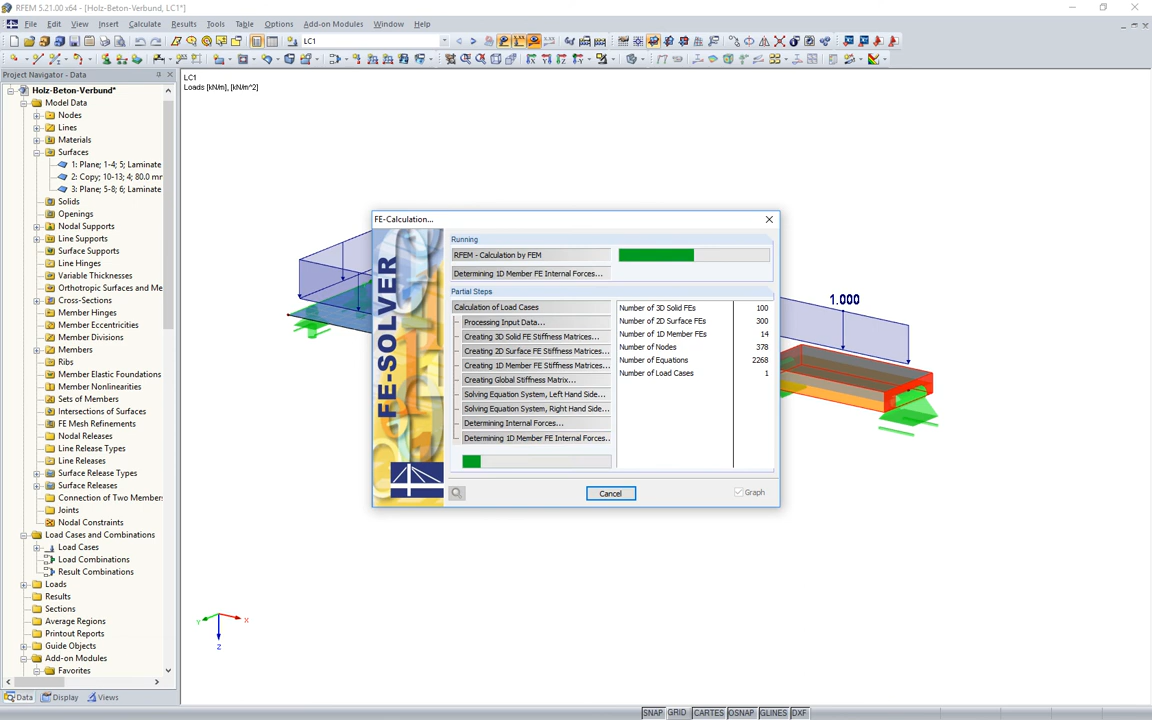 RFEM 5.21.00 x64 - [Holz-Beton-Verbund, LC1*]
File Edit View Insert Calculate Results Tools Table Options Add-on Modules Window Help
LC1
Project Navigator - Data
Holz-Beton-Verbund*
Model Data
Nodes
Lines
Materials
Surfaces
1: Plane; 1-4; 5; Laminate
2: Copy; 10-13; 4; 80.0 mm
3: Plane; 5-8; 6; Laminate
Solids
Openings
Nodal Supports
Line Supports
Surface Supports
Line Hinges
Variable Thicknesses
Orthotropic Surfaces and Me
Cross-Sections
Member Hinges
Member Eccentricities
Member Divisions
Members
Ribs
Member Elastic Foundations
Member Nonlinearities
Sets of Members
Intersections of Surfaces
FE Mesh Refinements
Nodal Releases
Line Release Types
Line Releases
Surface Release Types
Surface Releases
Connection of Two Members
Joints
Nodal Constraints
Load Cases and Combinations
Load Cases
Load Combinations
Result Combinations
Loads
Results
Sections
Average Regions
Printout Reports
Guide Objects
Add-on Modules
Favorites
Data Display Views
LC1
Loads [kN/m], [kN/m^2]
1.000
X
Y
Z
FE-Calculation...
FE-SOLVER
Running
RFEM - Calculation by FEM
Determining 1D Member FE Internal Forces...
Partial Steps
Calculation of Load Cases
Processing Input Data...
Creating 3D Solid FE Stiffness Matrices...
Creating 2D Surface FE Stiffness Matrices...
Creating 1D Member FE Stiffness Matrices...
Creating Global Stiffness Matrix...
Solving Equation System, Left Hand Side...
Solving Equation System, Right Hand Side...
Determining Internal Forces...
Determining 1D Member FE Internal Forces...
Number of 3D Solid FEs 100
Number of 2D Surface FEs 300
Number of 1D Member FEs 14
Number of Nodes 378
Number of Equations 2268
Number of Load Cases 1
Cancel
Graph
SNAP GRID CARTES OSNAP GLINES DXF